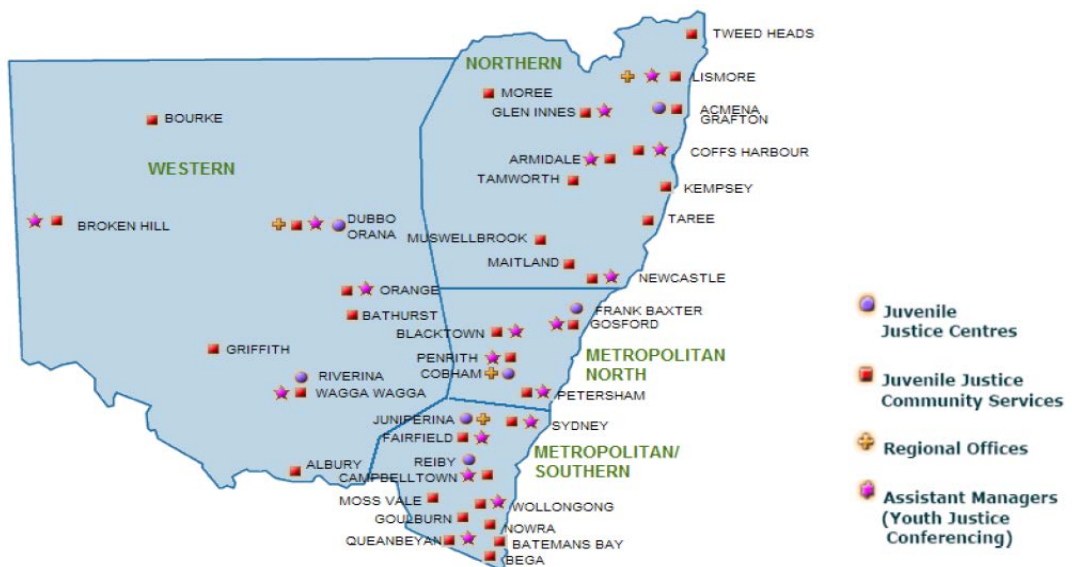 TWEED HEADS
NORTHERN
LISMORE
MOREE
GLEN INNES
ACMENA
GRAFTON
BOURKE
COFFS HARBOUR
ARMIDALE
WESTERN
TAMWORTH
KEMPSEY
BROKEN HILL
DUBBO
ORANA
TAREE
MUSWELLBROOK
MAITLAND
NEWCASTLE
ORANGE
BATHURST
FRANK BAXTER
GOSFORD
BLACKTOWN
GRIFFITH
PENRITH
METROPOLITAN
NORTH
COBHAM
RIVERINA
WAGGA WAGGA
PETERSHAM
JUNIPERINA
SYDNEY
FAIRFIELD
METROPOLITAN/
SOUTHERN
REIBY
ALBURY
CAMPBELLTOWN
MOSS VALE
WOLLONGONG
GOULBURN
NOWRA
QUEANBEYAN
BATEMANS BAY
BEGA
Juvenile
Justice Centres
Juvenile Justice
Community Services
Regional Offices
Assistant Managers
(Youth Justice
Conferencing)